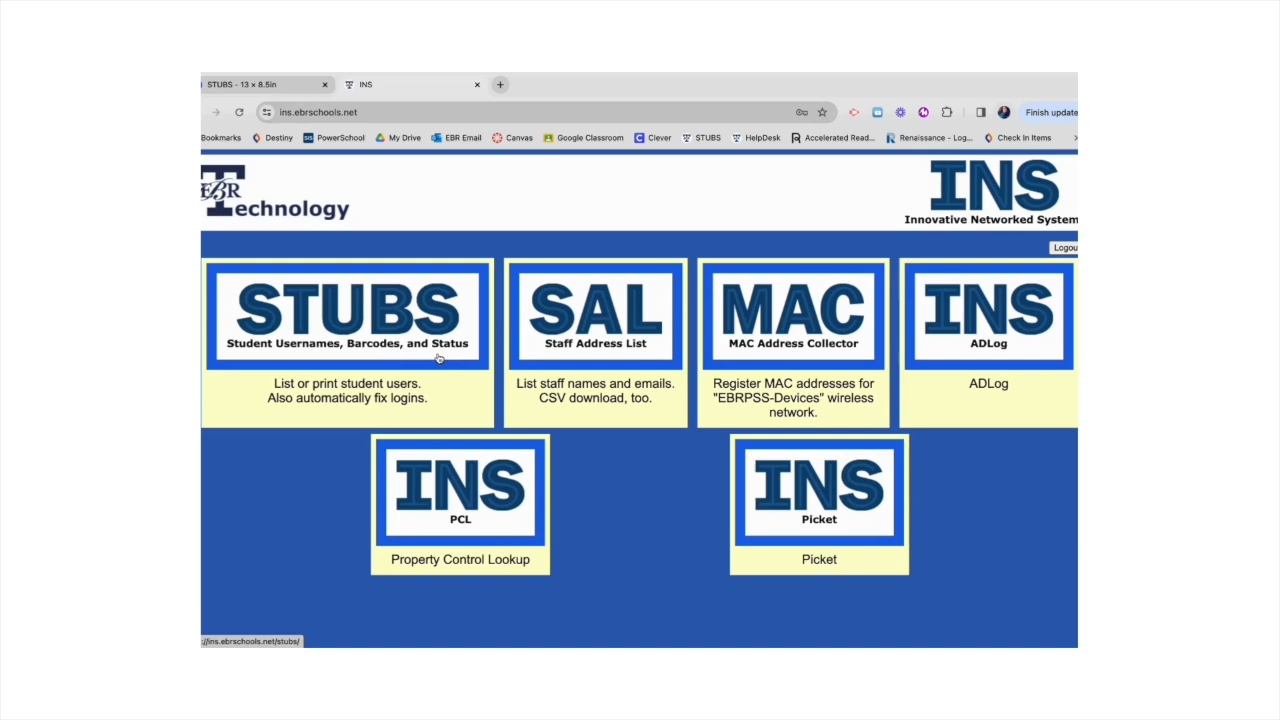 STUBS - 13 x 8.5in
INS
ins.ebrschools.net
Finish update
Bookmarks Destiny SIS PowerSchool My Drive EBR Email Canvas Google Classroom Clever STUBS HelpDesk Accelerated Read... Renaissance - Log... Check In Items
EBR
Technology
INS
Innovative Networked System
Logou
STUBS
Student Usernames, Barcodes, and Status
List or print student users.
Also automatically fix logins.
SAL
Staff Address List
List staff names and emails.
CSV download, too.
MAC
MAC Address Collector
Register MAC addresses for
"EBRPSS-Devices" wireless
network.
INS
ADLog
ADLog
INS
PCL
Property Control Lookup
INS
Picket
Picket
://ins.ebrschools.net/stubs/